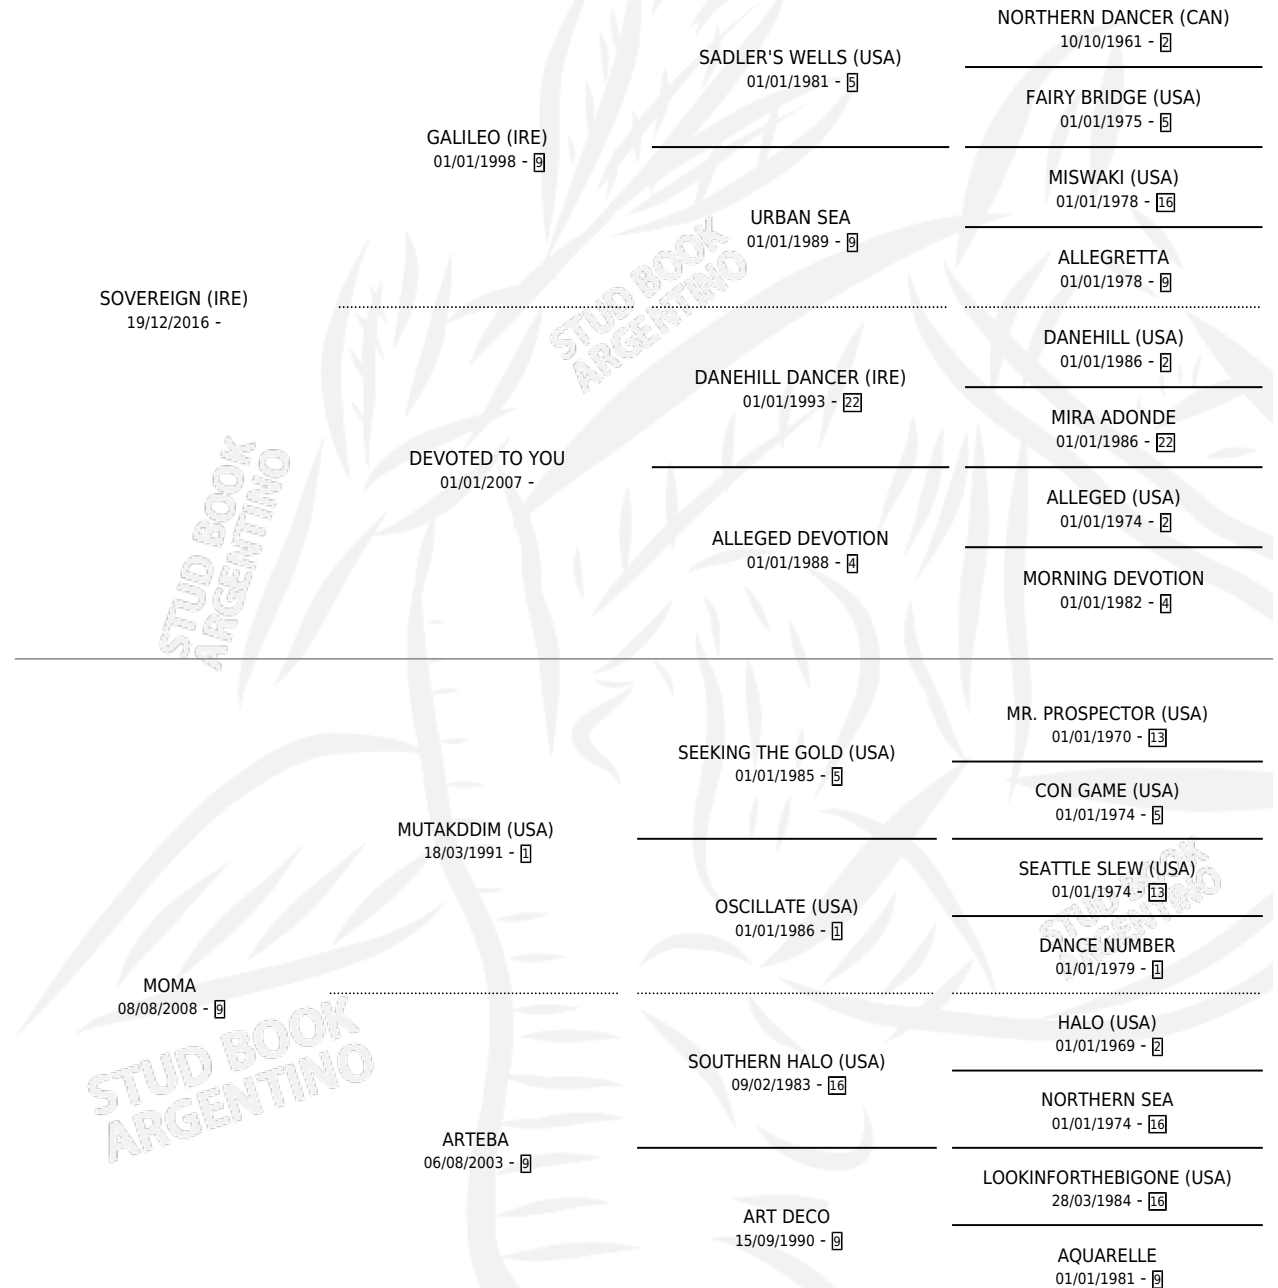 NORTHERN DANCER (CAN)
10/10/1961 - 2
SADLER'S WELLS (USA)
01/01/1981 - 5
FAIRY BRIDGE (USA)
01/01/1975 - 5
GALILEO (IRE)
01/01/1998 - 9
MISWAKI (USA)
01/01/1978 - 16
URBAN SEA
01/01/1989 - 9
ALLEGRETTA
01/01/1978 - 9
SOVEREIGN (IRE)
19/12/2016 -
STUD BOOK
ARGENTINO
DANEHILL (USA)
01/01/1986 - 2
DANEHILL DANCER (IRE)
01/01/1993 - 22
MIRA ADONDE
01/01/1986 - 22
DEVOTED TO YOU
01/01/2007 -
ALLEGED (USA)
01/01/1974 - 2
ALLEGED DEVOTION
01/01/1988 - 4
MORNING DEVOTION
01/01/1982 - 4
STUD BOOK
ARGENTINO
MR. PROSPECTOR (USA)
01/01/1970 - 13
SEEKING THE GOLD (USA)
01/01/1985 - 5
CON GAME (USA)
01/01/1974 - 5
MUTAKDDIM (USA)
18/03/1991 - 1
SEATTLE SLEW (USA)
01/01/1974 - 13
OSCILLATE (USA)
01/01/1986 - 1
DANCE NUMBER
01/01/1979 - 1
STUD BOOK
ARGENTINO
MOMA
08/08/2008 - 9
STUD BOOK
ARGENTINO
HALO (USA)
01/01/1969 - 2
SOUTHERN HALO (USA)
09/02/1983 - 16
NORTHERN SEA
01/01/1974 - 16
ARTEBA
06/08/2003 - 9
LOOKINFORTHEBIGONE (USA)
28/03/1984 - 16
ART DECO
15/09/1990 - 9
AQUARELLE
01/01/1981 - 9